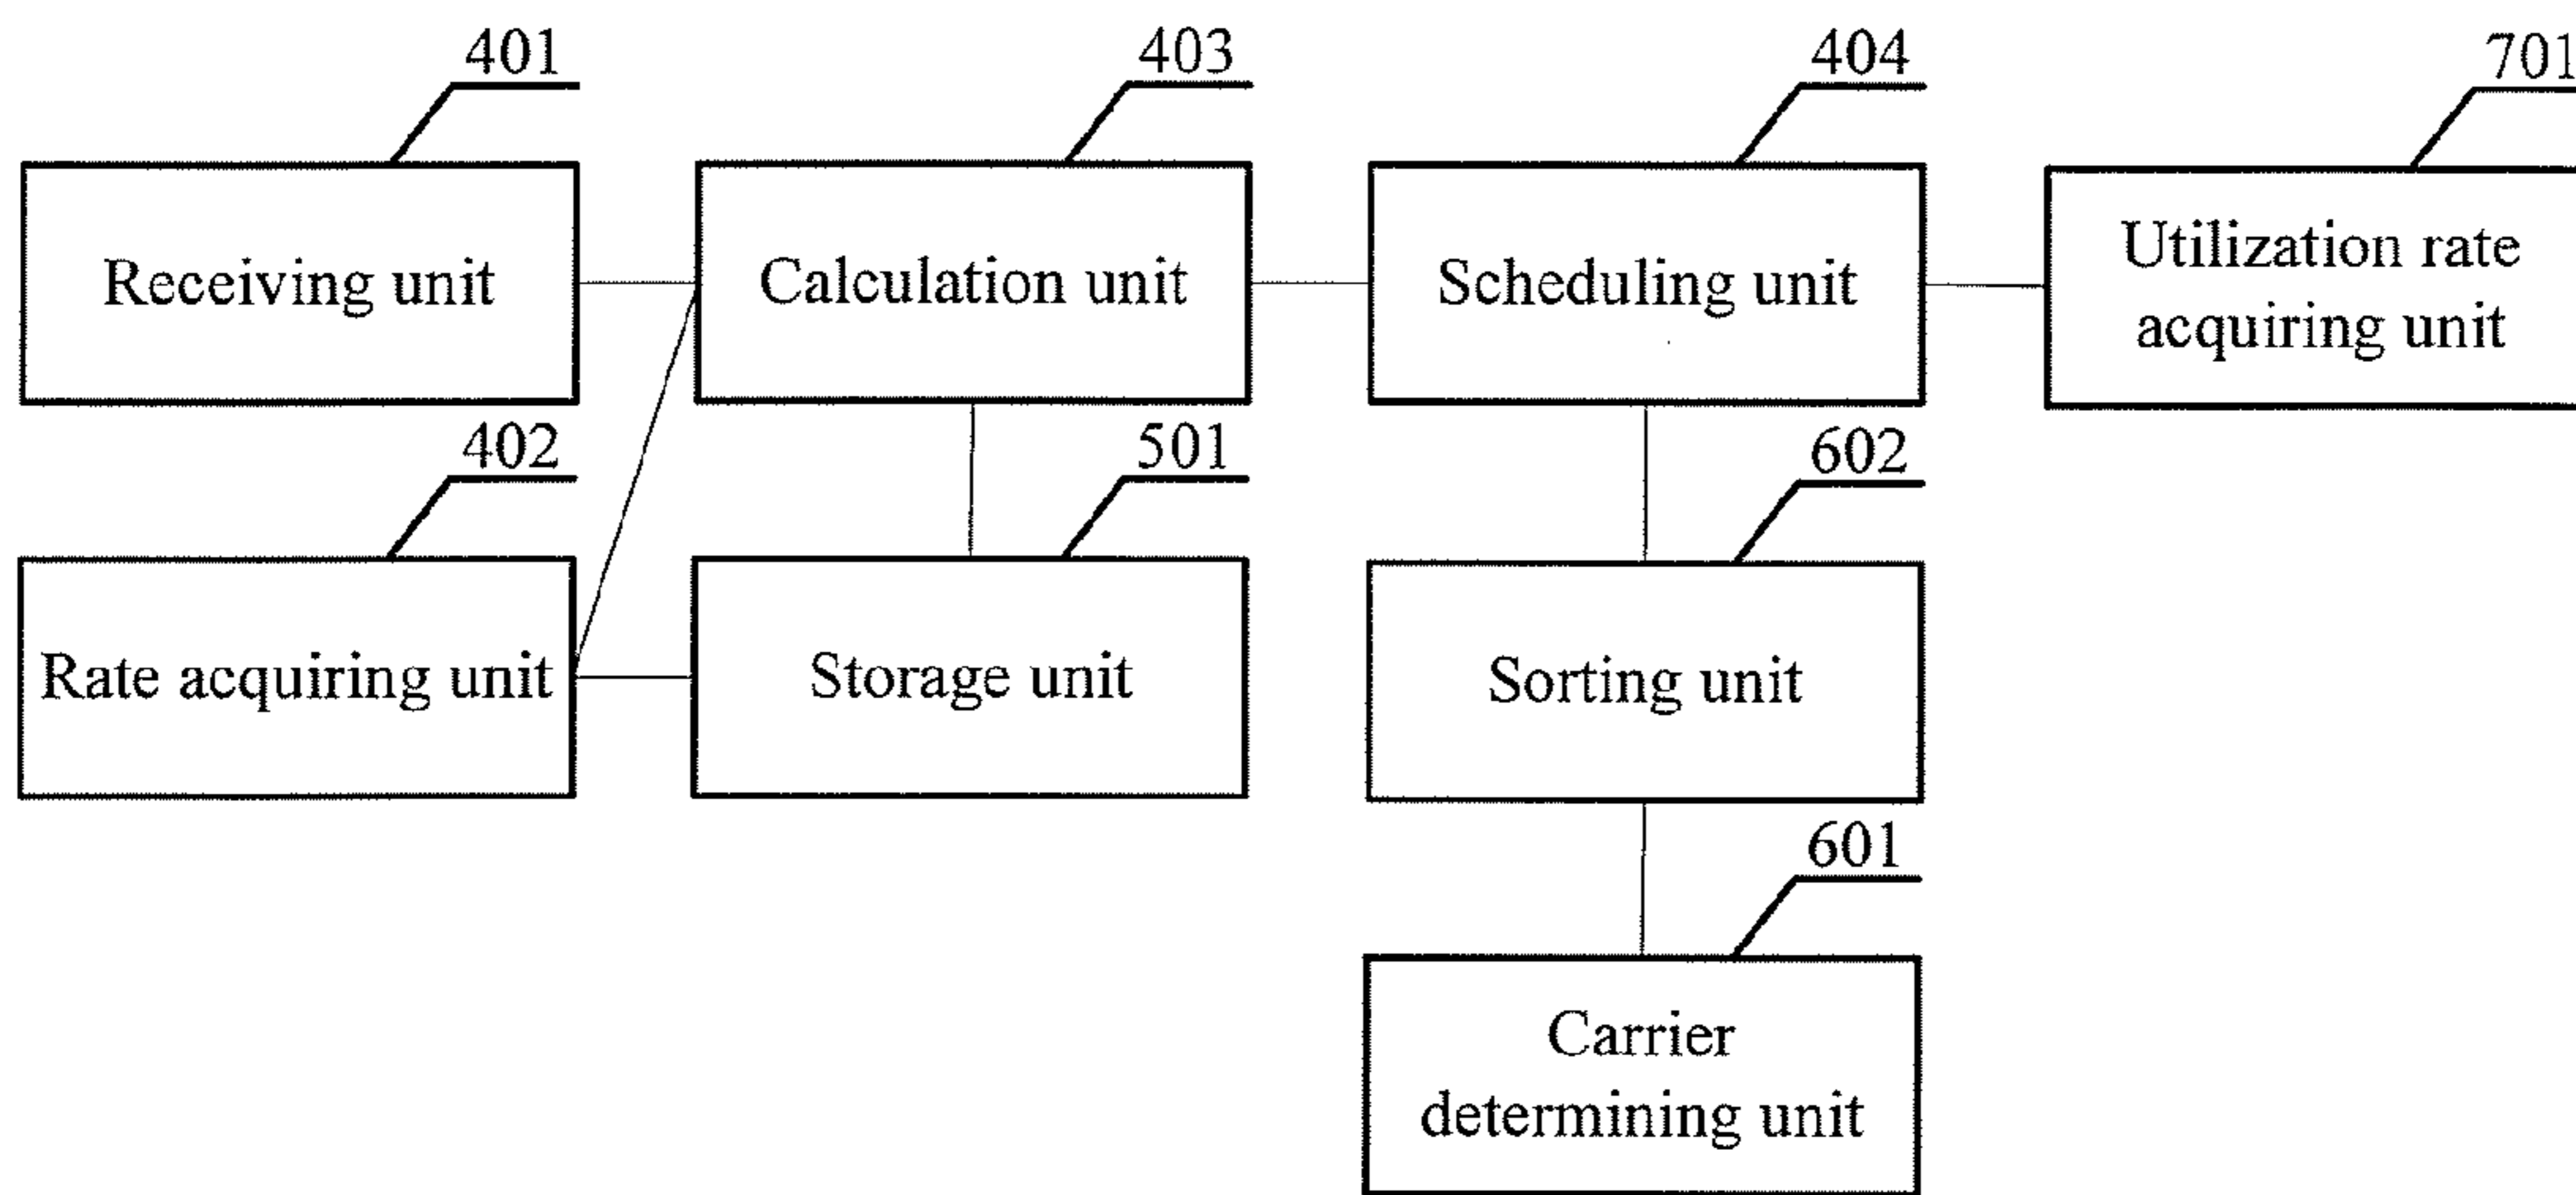 401
403
404
701
Receiving unit
Calculation unit
Scheduling unit
Utilization rate
acquiring unit
402
501
602
Rate acquiring unit
Storage unit
Sorting unit
601
Carrier
determining unit